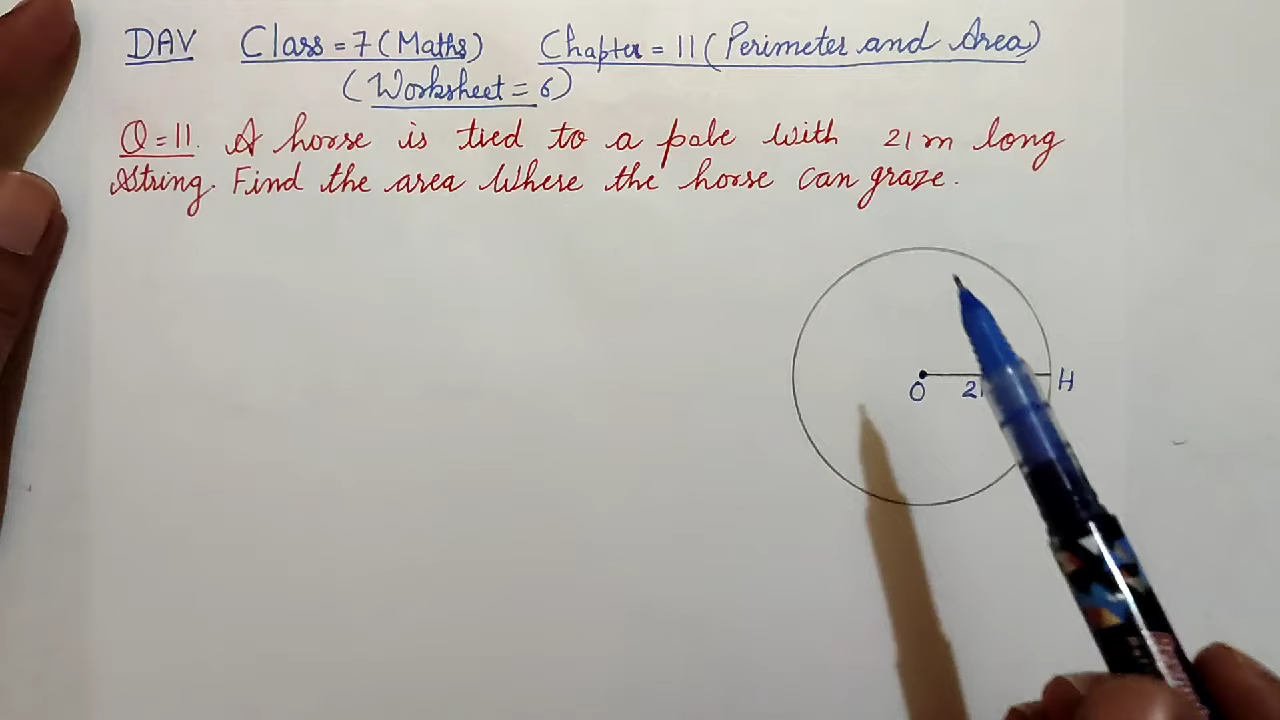 DAV Class = 7 (Maths) Chapter = 11 (Perimeter and Area)
(Worksheet = 6)
Q = 11. A horse is tied to a pole with 21 m long
string. Find the area where the horse can graze.
O 21 H